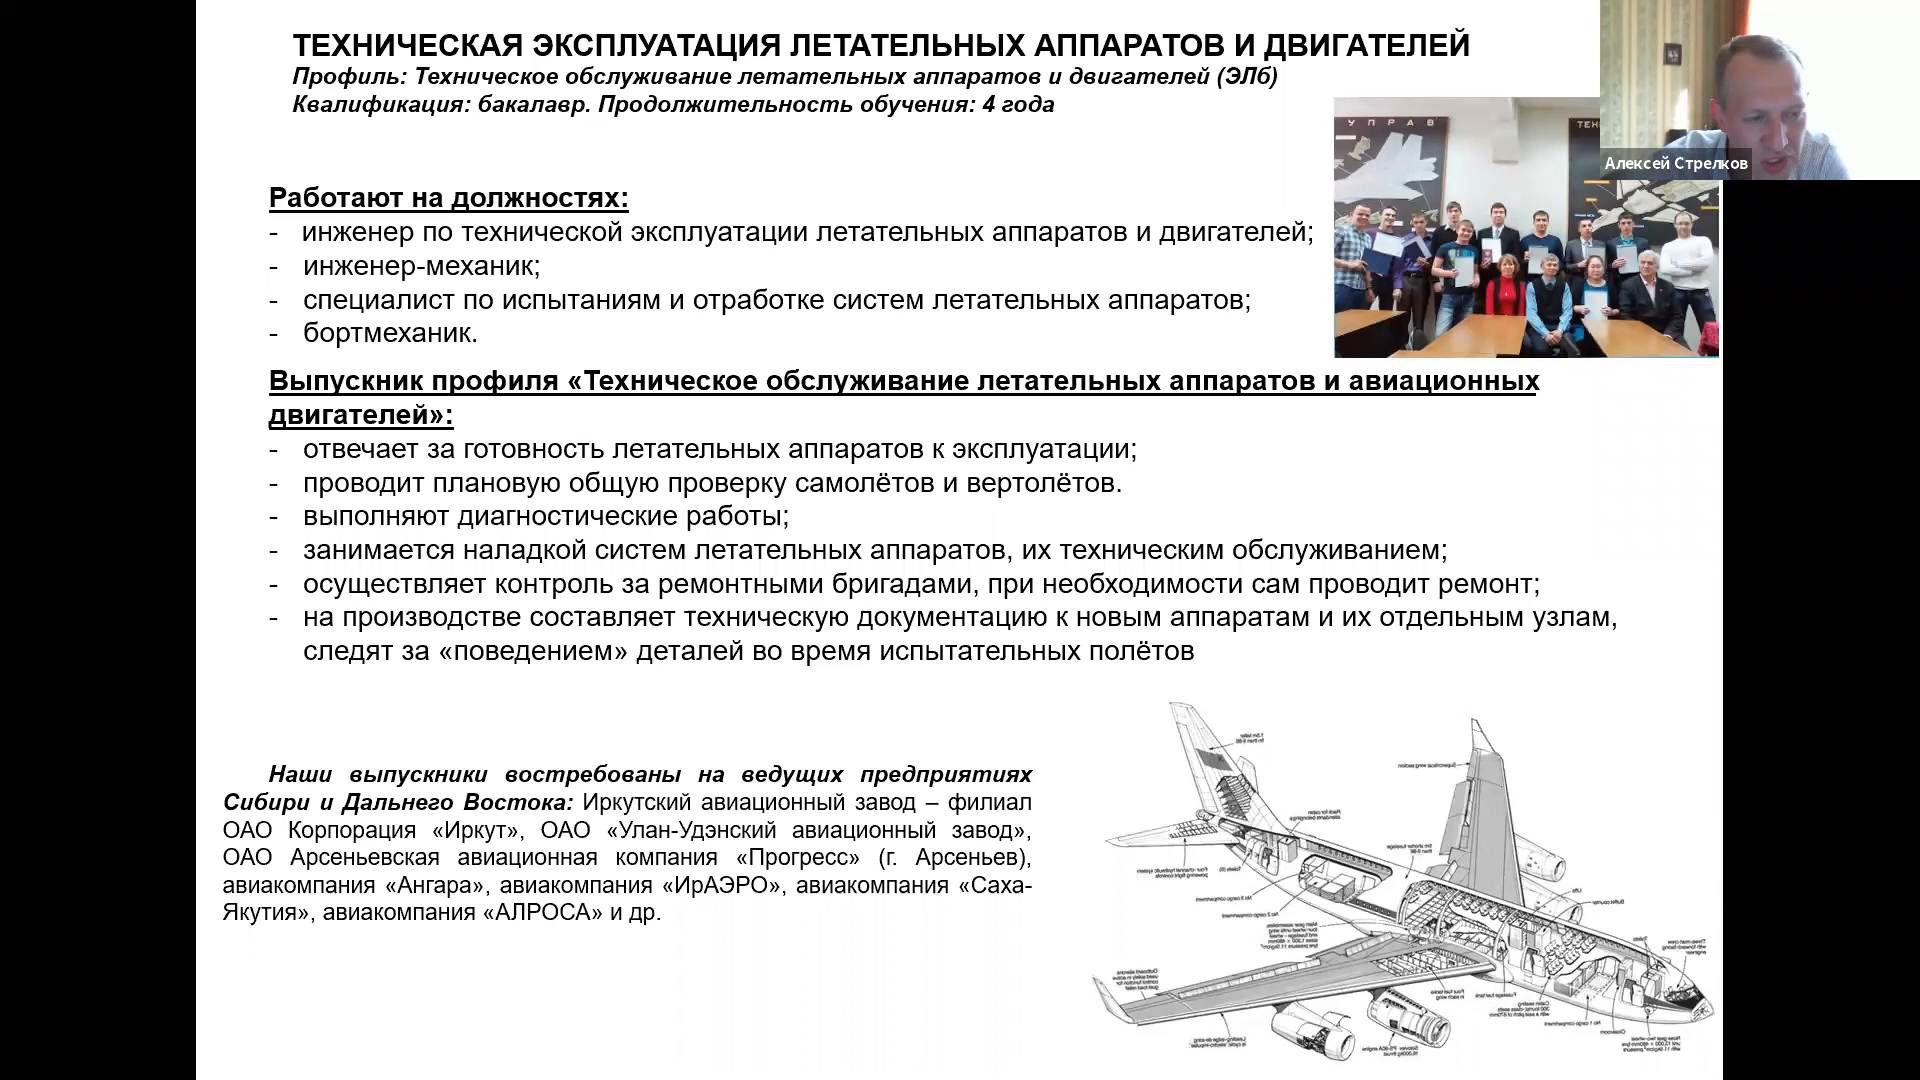 ТЕХНИЧЕСКАЯ ЭКСПЛУАТАЦИЯ ЛЕТАТЕЛЬНЫХ АППАРАТОВ И ДВИГАТЕЛЕЙ
Профиль: Техническое обслуживание летательных аппаратов и двигателей (ЭЛб)
Квалификация: бакалавр. Продолжительность обучения: 4 года
УПРАВ
Алексей Стрелков
Работают на должностях:
- инженер по технической эксплуатации летательных аппаратов и двигателей;
- инженер-механик;
- специалист по испытаниям и отработке систем летательных аппаратов;
- бортмеханик.
Выпускник профиля «Техническое обслуживание летательных аппаратов и авиационных
двигателей»:
- отвечает за готовность летательных аппаратов к эксплуатации;
- проводит плановую общую проверку самолётов и вертолётов.
- выполняют диагностические работы;
- занимается наладкой систем летательных аппаратов, их техническим обслуживанием;
- осуществляет контроль за ремонтными бригадами, при необходимости сам проводит ремонт;
- на производстве составляет техническую документацию к новым аппаратам и их отдельным узлам,
следят за «поведением» деталей во время испытательных полётов
Наши выпускники востребованы на ведущих предприятиях
Сибири и Дальнего Востока: Иркутский авиационный завод – филиал
ОАО Корпорация «Иркут», ОАО «Улан-Удэнский авиационный завод»,
ОАО Арсеньевская авиационная компания «Прогресс» (г. Арсеньев),
авиакомпания «Ангара», авиакомпания «ИрАЭРО», авиакомпания «Саха-
Якутия», авиакомпания «АЛРОСА» и др.